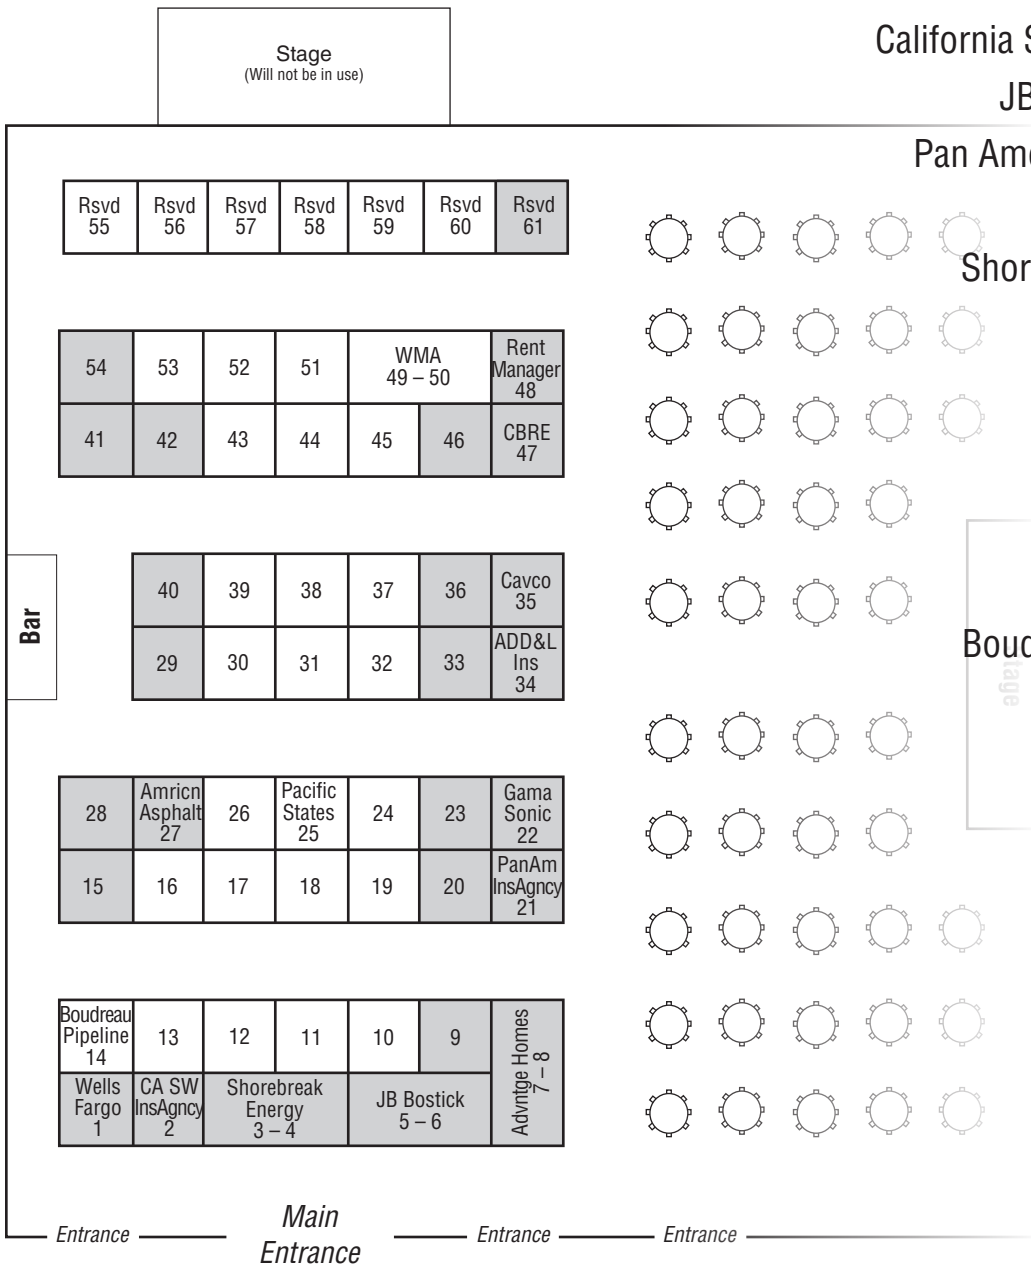 Stage
(Will not be in use)
California S
JB
Pan Ame
Rsvd
55
Rsvd
56
Rsvd
57
Rsvd
58
Rsvd
59
Rsvd
60
Rsvd
61
Shor
54
53
52
51
WMA
49 – 50
Rent
Manager
48
41
42
43
44
45
46
CBRE
47
Bar
40
39
38
37
36
Cavco
35
29
30
31
32
33
ADD&L
Ins
34
Boud
Stage
28
Amricn
Asphalt
27
26
Pacific
States
25
24
23
Gama
Sonic
22
15
16
17
18
19
20
PanAm
InsAgncy
21
Boudreau
Pipeline
14
13
12
11
10
9
Advntge Homes
7 – 8
Wells
Fargo
1
CA SW
InsAgncy
2
Shorebreak
Energy
3 – 4
JB Bostick
5 – 6
Entrance
Main
Entrance
Entrance
Entrance